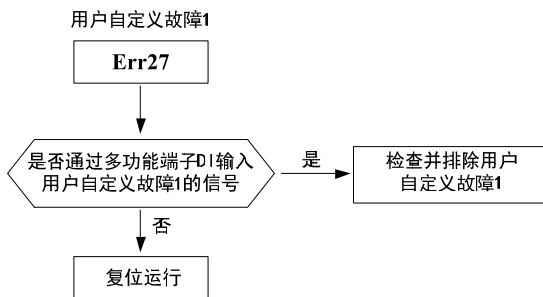 用户自定义故障1
Err27
是否通过多功能端子DI输入
用户自定义故障1的信号
是
检查并排除用户
自定义故障1
否
复位运行